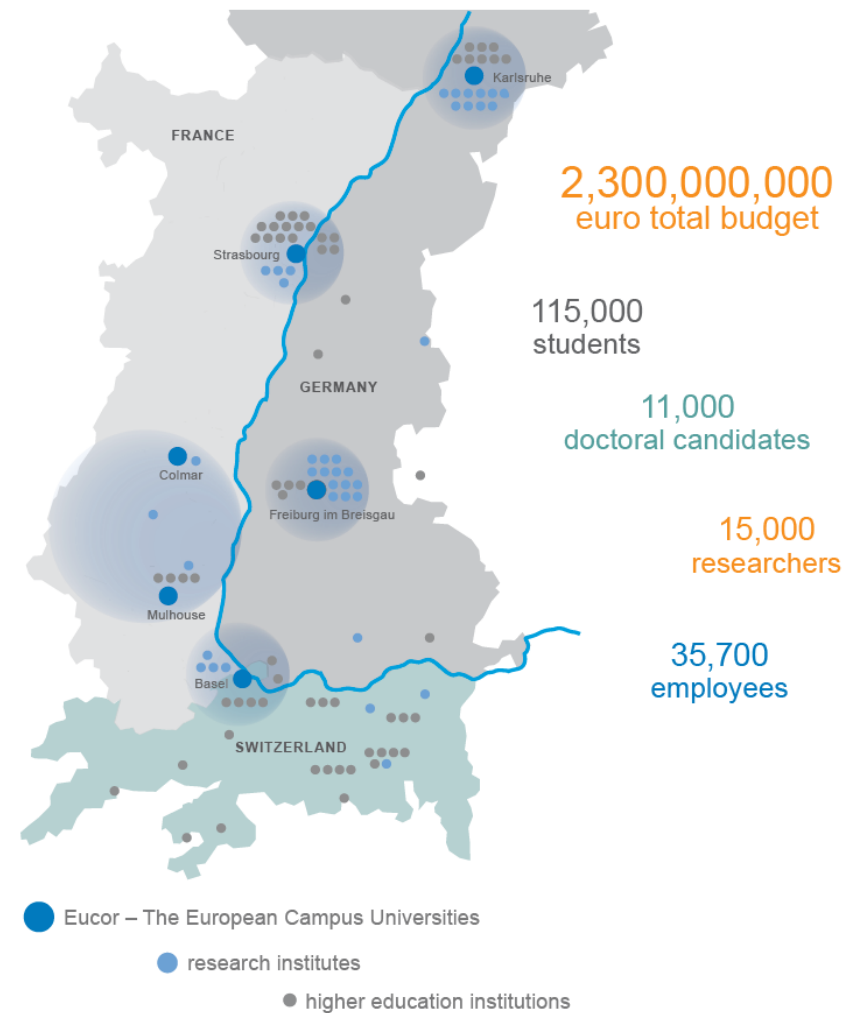 Karlsruhe
FRANCE
2,300,000,000
euro total budget
Strasbourg
115,000
students
GERMANY
11,000
doctoral candidates
Colmar
Freiburg im Breisgau
15,000
researchers
Mulhouse
35,700
employees
Basel
SWITZERLAND
Eucor – The European Campus Universities
research institutes
higher education institutions